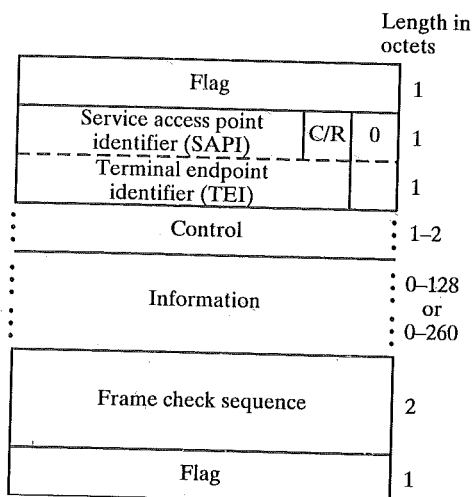 Length in
octets
Flag
1
Service access point
identifier (SAPI)
C/R
0
1
Terminal endpoint
identifier (TEI)
1
Control
1–2
Information
0–128
or
0–260
Frame check sequence
2
Flag
1